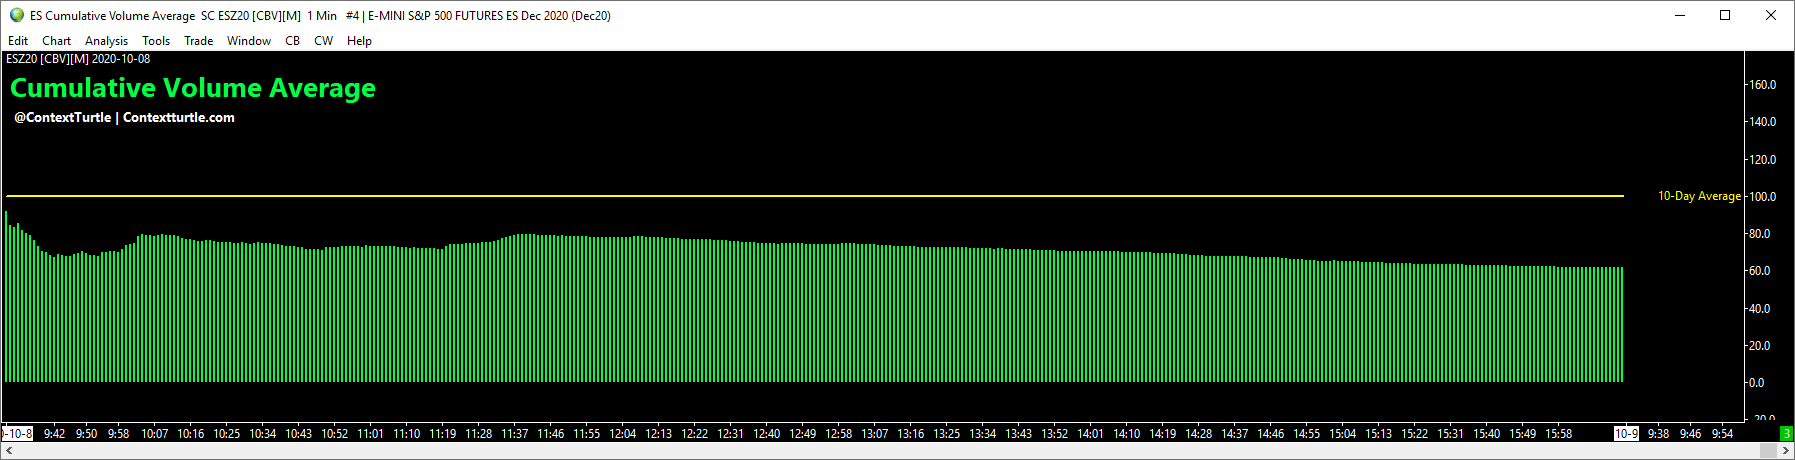 ES Cumulative Volume Average  SC ESZ20 [CBV][M]  1 Min   #4 | E-MINI S&P 500 FUTURES ES Dec 2020 (Dec20)
Edit Chart Analysis Tools Trade Window CB CW Help
ESZ20 [CBV][M] 2020-10-08
Cumulative Volume Average
@ContextTurtle | Contextturtle.com
160.0
140.0
120.0
10-Day Average 100.0
80.0
60.0
40.0
20.0
0.0
-20.0
-10-8 9:42 9:50 9:58 10:07 10:16 10:25 10:34 10:43 10:52 11:01 11:10 11:19 11:28 11:37 11:46 11:55 12:04 12:13 12:22 12:31 12:40 12:49 12:58 13:07 13:16 13:25 13:34 13:43 13:52 14:01 14:10 14:19 14:28 14:37 14:46 14:55 15:04 15:13 15:22 15:31 15:40 15:49 15:58 10-9 9:38 9:46 9:54 3